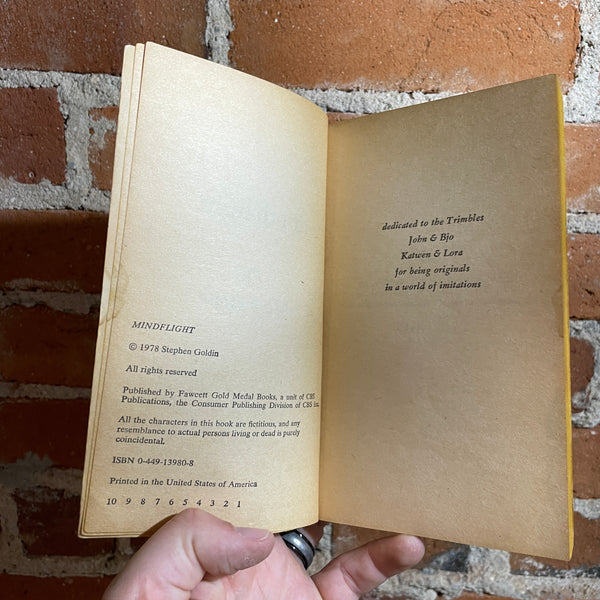 MINDFLIGHT
© 1978 Stephen Goldin
All rights reserved
Published by Fawcett Gold Medal Books, a unit of CBS
Publications, the Consumer Publishing Division of CBS Inc.
All the characters in this book are fictitious, and any
resemblance to actual persons living or dead is purely
coincidental.
ISBN 0-449-13980-8
Printed in the United States of America
10 9 8 7 6 5 4 3 2 1
dedicated to the Trimbles
John & Bjo
Katwen & Lora
for being originals
in a world of imitations